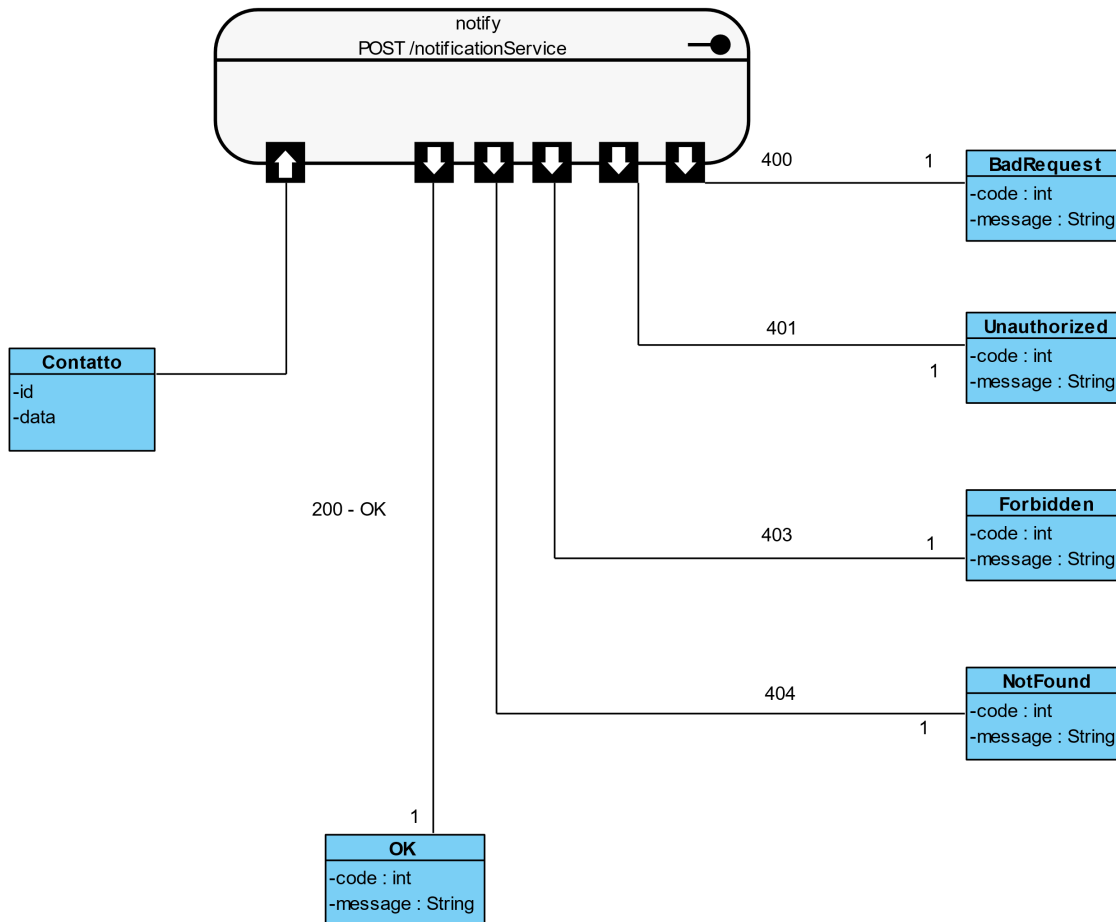 notify
POST /notificationService
400
1
BadRequest
-code : int
-message : String
401
1
Unauthorized
-code : int
-message : String
Contatto
-id
-data
200 - OK
403
1
Forbidden
-code : int
-message : String
404
1
NotFound
-code : int
-message : String
1
OK
-code : int
-message : String